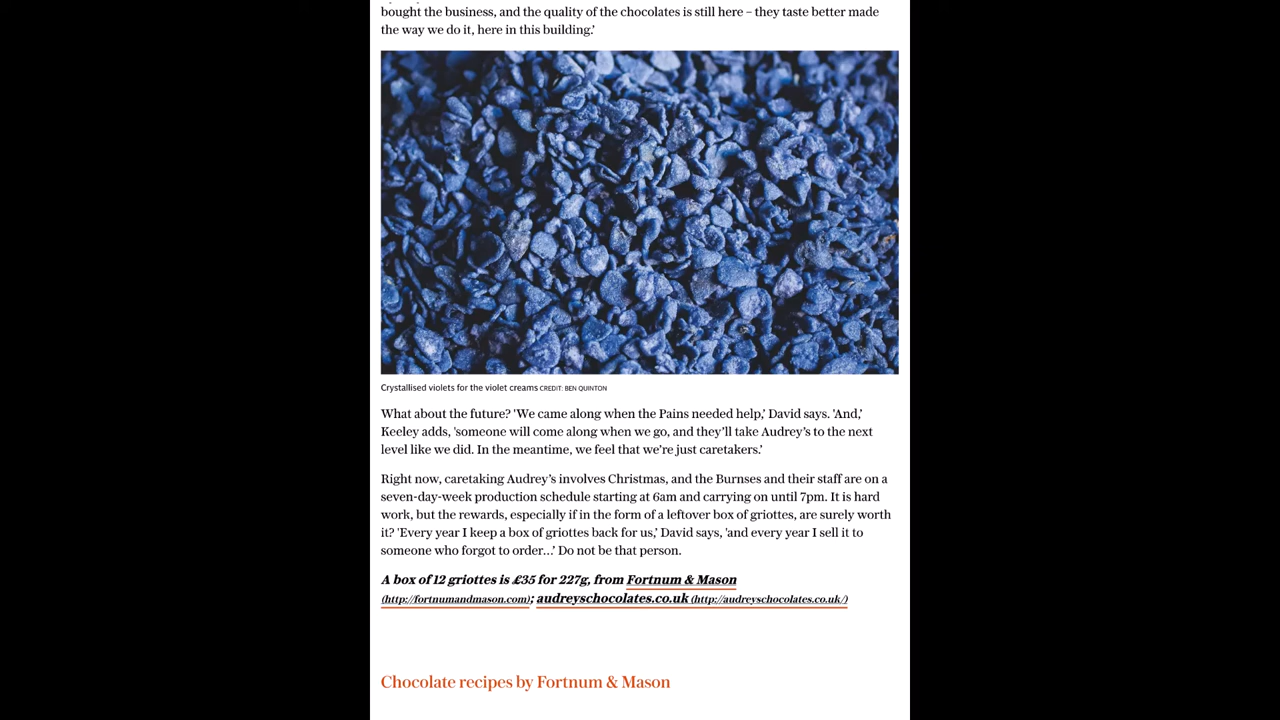 bought the business, and the quality of the chocolates is still here – they taste better made
the way we do it, here in this building.’
Crystallised violets for the violet creams CREDIT: BEN QUINTON
What about the future? ‘We came along when the Pains needed help,’ David says. ‘And,’
Keeley adds, ‘someone will come along when we go, and they’ll take Audrey’s to the next
level like we did. In the meantime, we feel that we’re just caretakers.’
Right now, caretaking Audrey’s involves Christmas, and the Burnses and their staff are on a
seven-day-week production schedule starting at 6am and carrying on until 7pm. It is hard
work, but the rewards, especially if in the form of a leftover box of griottes, are surely worth
it? ‘Every year I keep a box of griottes back for us,’ David says, ‘and every year I sell it to
someone who forgot to order…’ Do not be that person.
A box of 12 griottes is £35 for 227g, from Fortnum & Mason
(http://fortnumandmason.com); audreyschocolates.co.uk (http://audreyschocolates.co.uk/)
Chocolate recipes by Fortnum & Mason